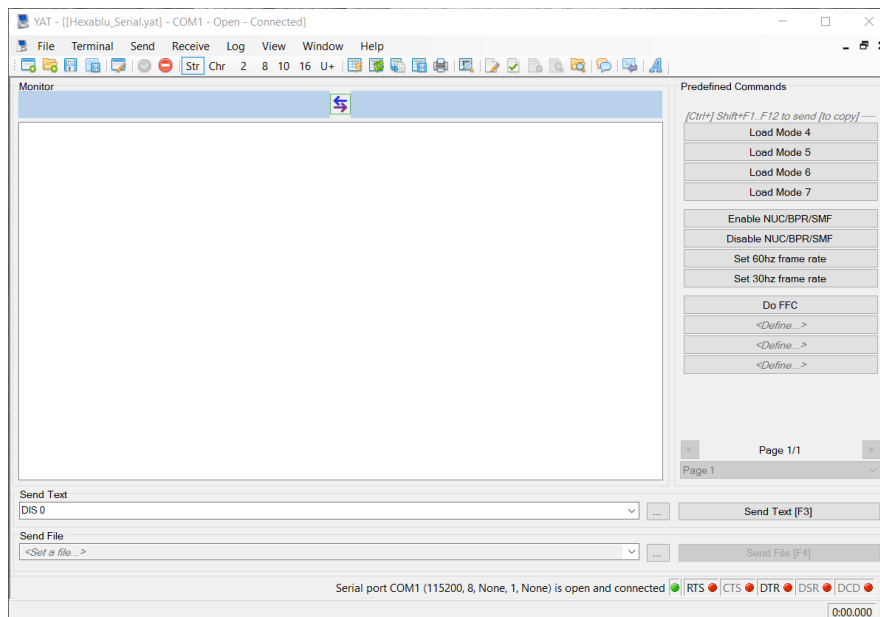 YAT - [[Hexablu_Serial.yat] - COM1 - Open - Connected]
File Terminal Send Receive Log View Window Help
Str Chr 2 8 10 16 U+
Monitor
Predefined Commands
[Ctrl+] Shift+F1..F12 to send [to copy]
Load Mode 4
Load Mode 5
Load Mode 6
Load Mode 7
Enable NUC/BPR/SMF
Disable NUC/BPR/SMF
Set 60hz frame rate
Set 30hz frame rate
Do FFC
<Define...>
<Define...>
<Define...>
< Page 1/1 >
Page 1
Send Text
DIS 0 ... Send Text [F3]
Send File
<Set a file...> ... Send File [F4]
Serial port COM1 (115200, 8, None, 1, None) is open and connected RTS CTS DTR DSR DCD
0:00.000